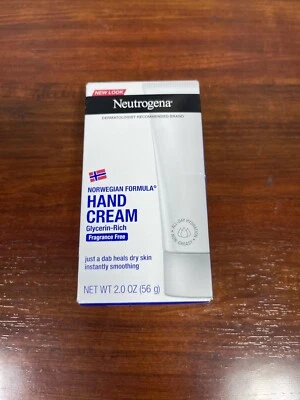 NEW LOOK
Neutrogena®
DERMATOLOGIST RECOMMENDED BRAND
NORWEGIAN FORMULA®
HAND
CREAM
Glycerin-Rich
Fragrance Free
just a dab heals dry skin
instantly smoothing
NET WT 2.0 OZ (56 g)